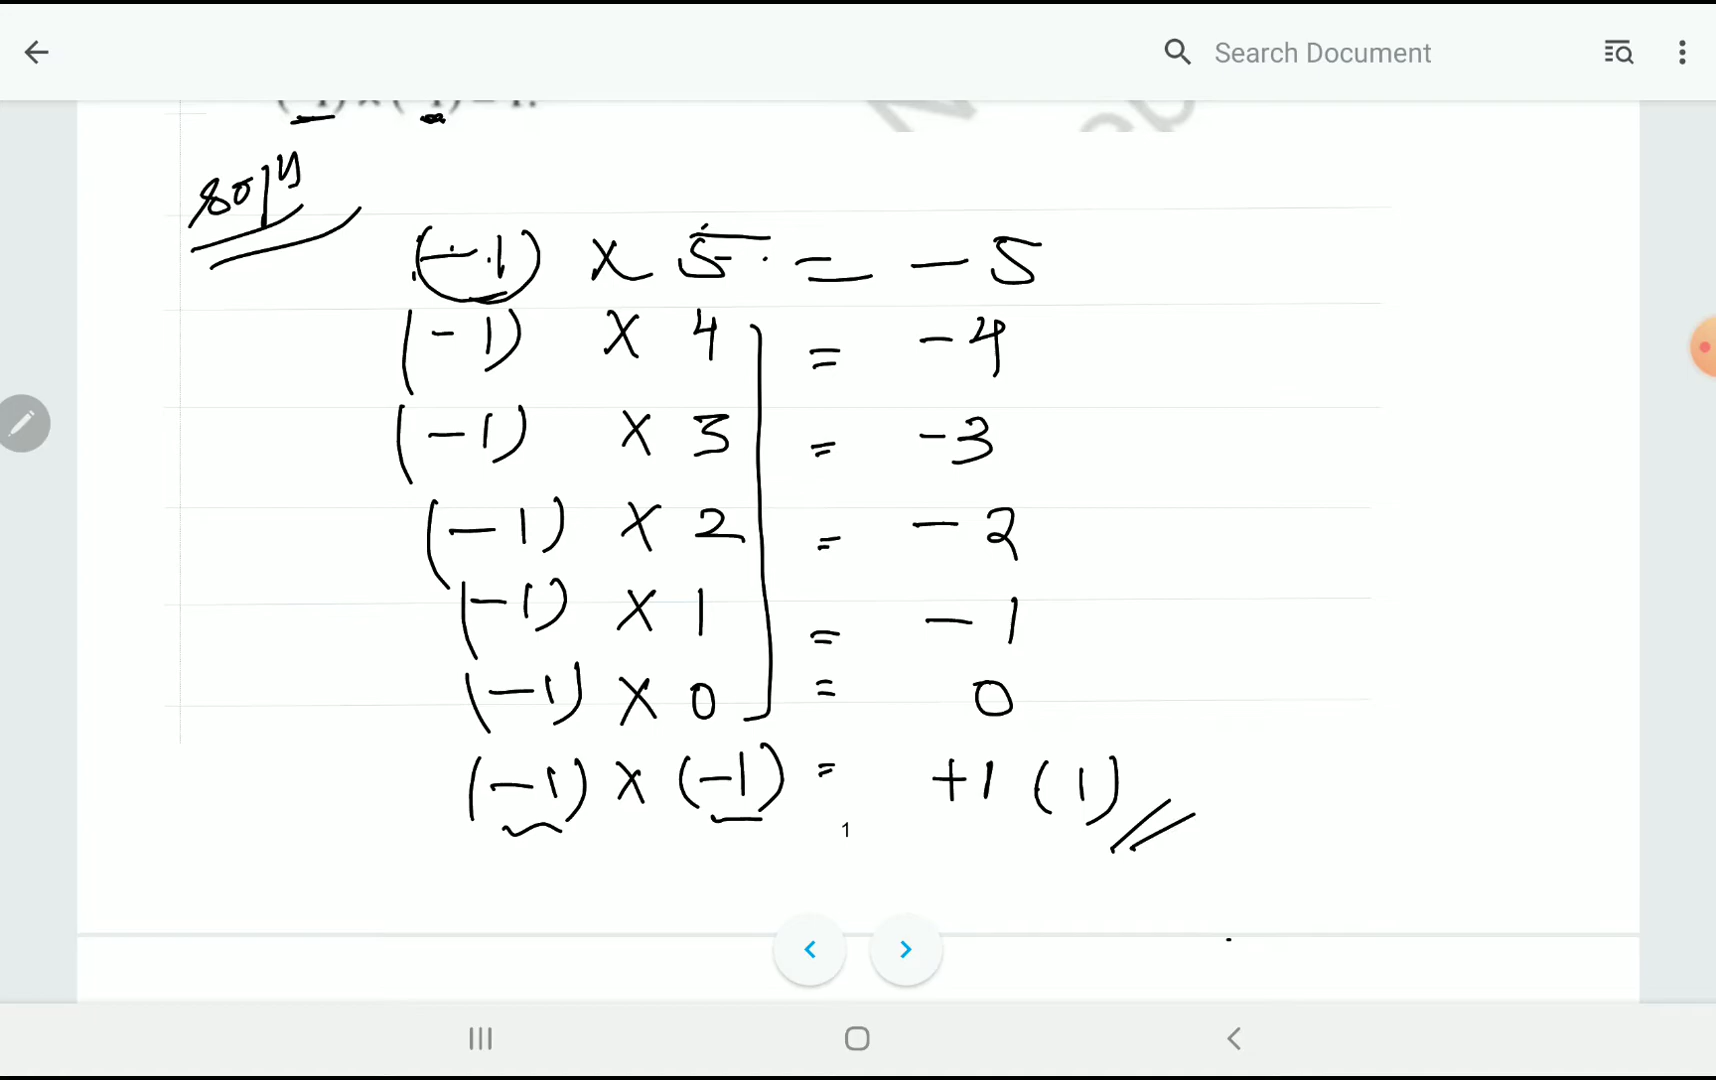 Search Document
Solⁿ
(-1) × 5 = -5
(-1) × 4 = -4
(-1) × 3 = -3
(-1) × 2 = -2
(-1) × 1 = -1
(-1) × 0 = 0
(-1) × (-1) = +1 (1)
1